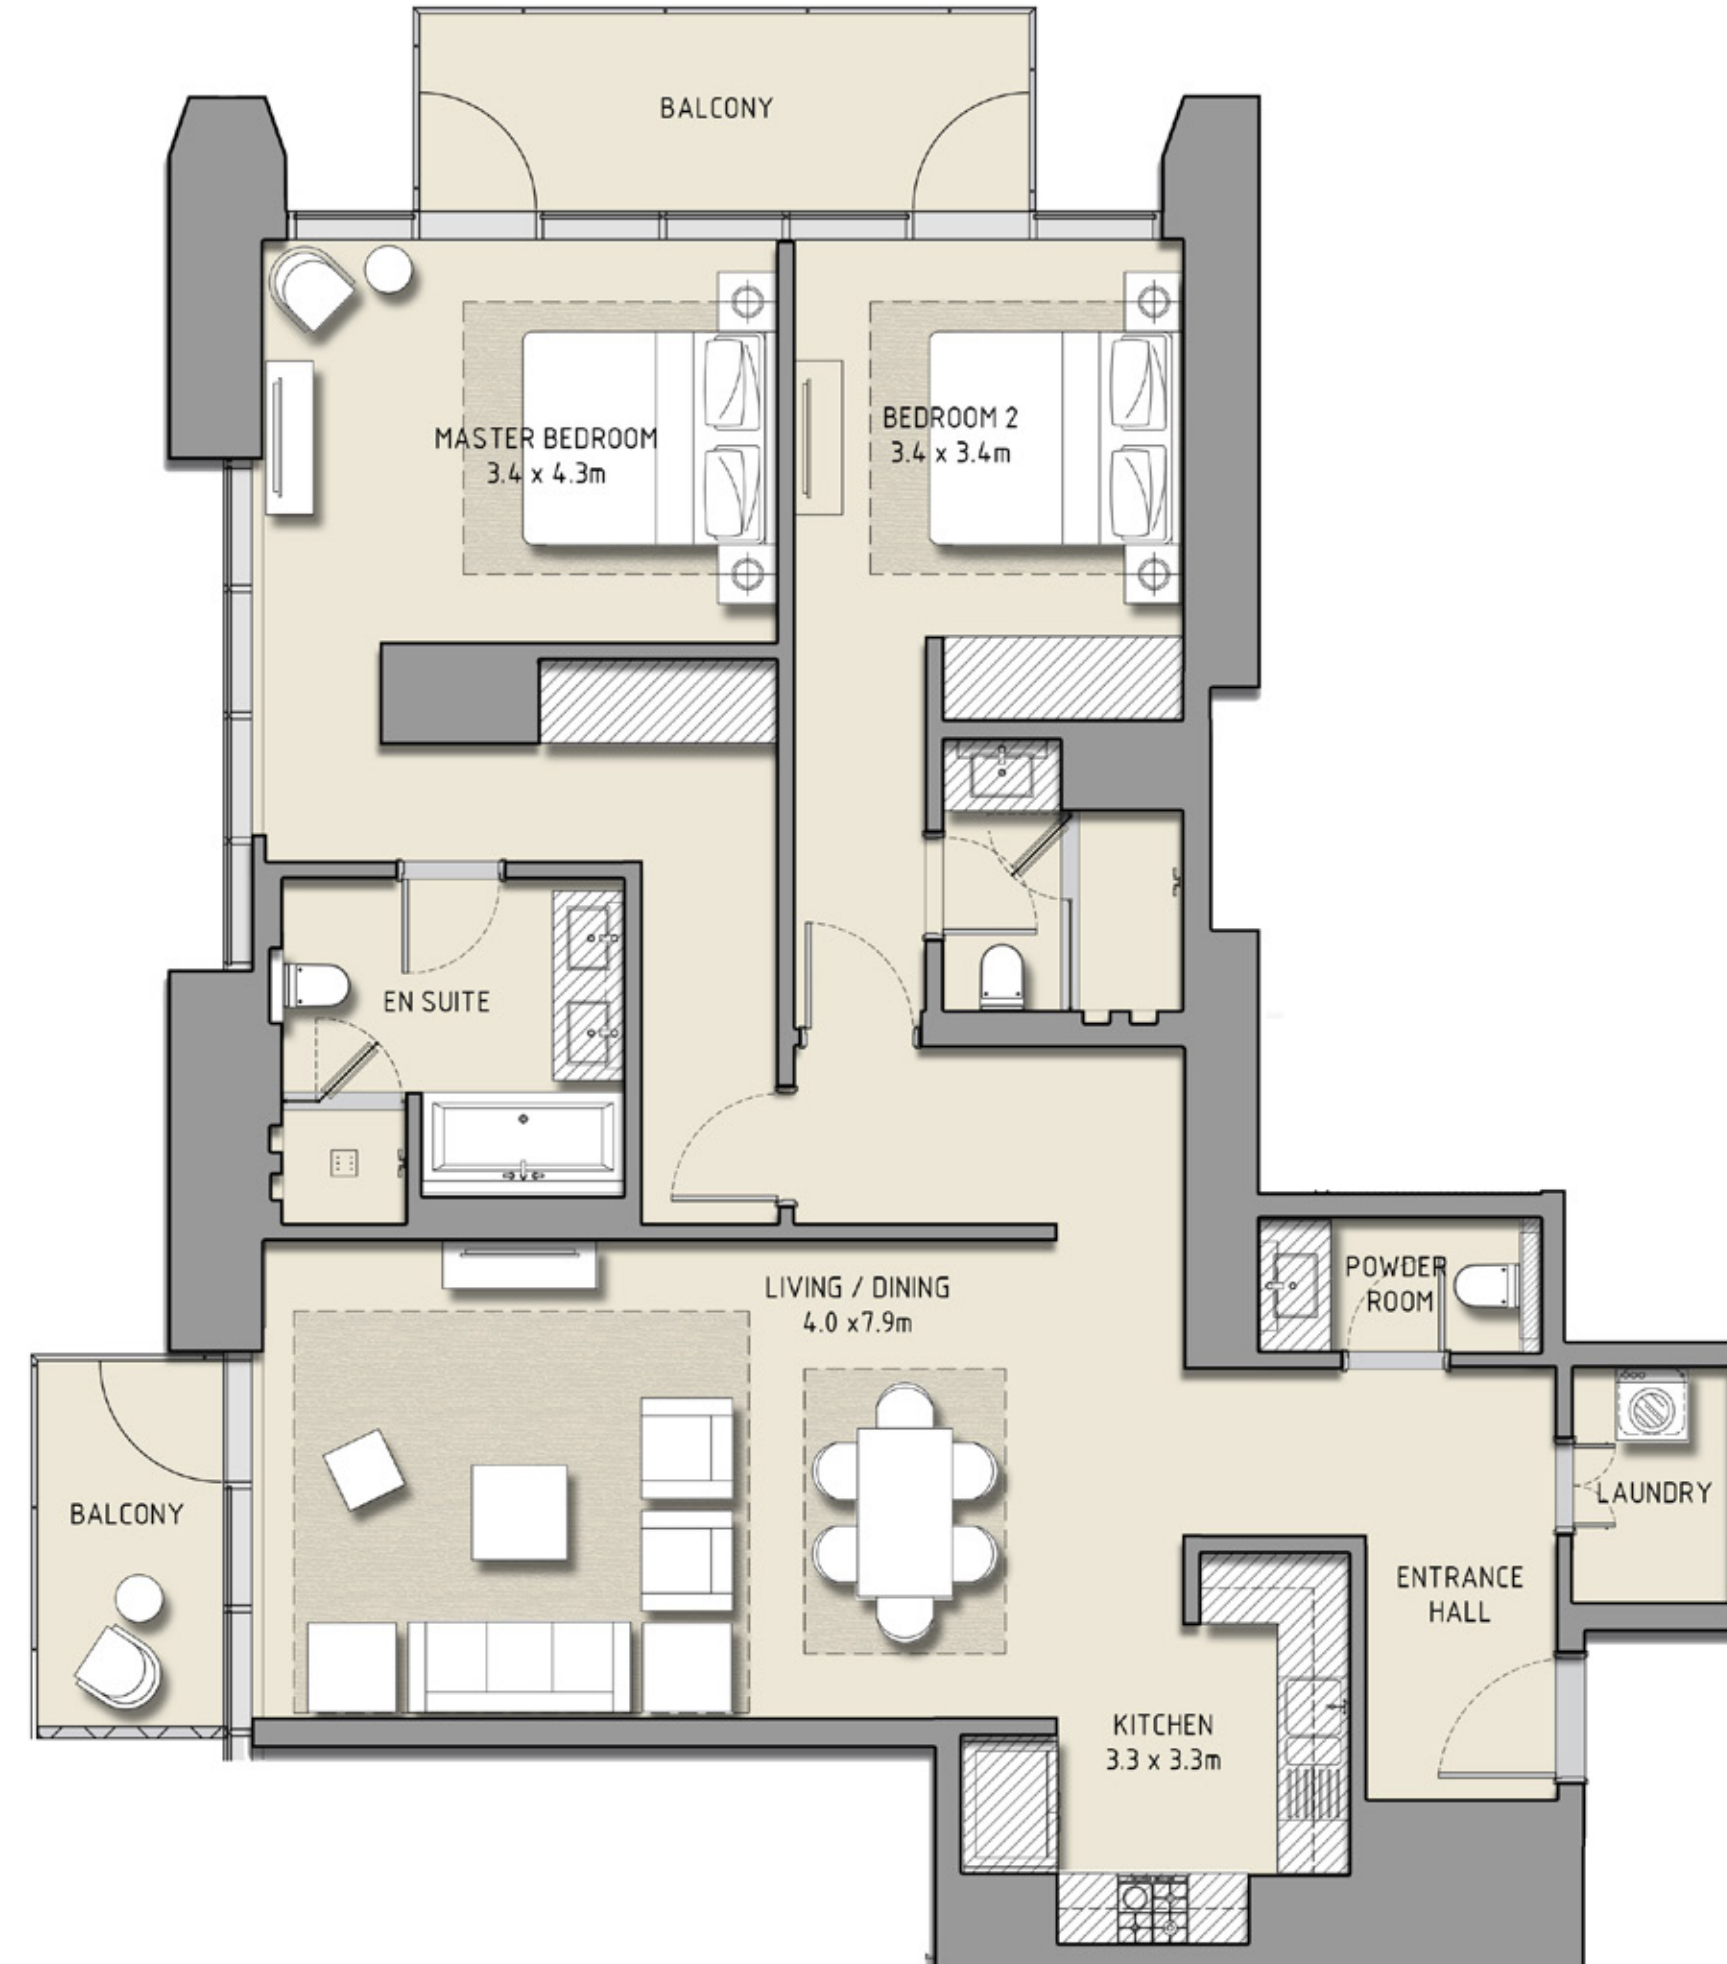 BALCONY
MASTER BEDROOM
3.4 x 4.3m
BEDROOM 2
3.4 x 3.4m
EN SUITE
LIVING / DINING
4.0 x7.9m
POWDER
ROOM
BALCONY
LAUNDRY
ENTRANCE
HALL
KITCHEN
3.3 x 3.3m